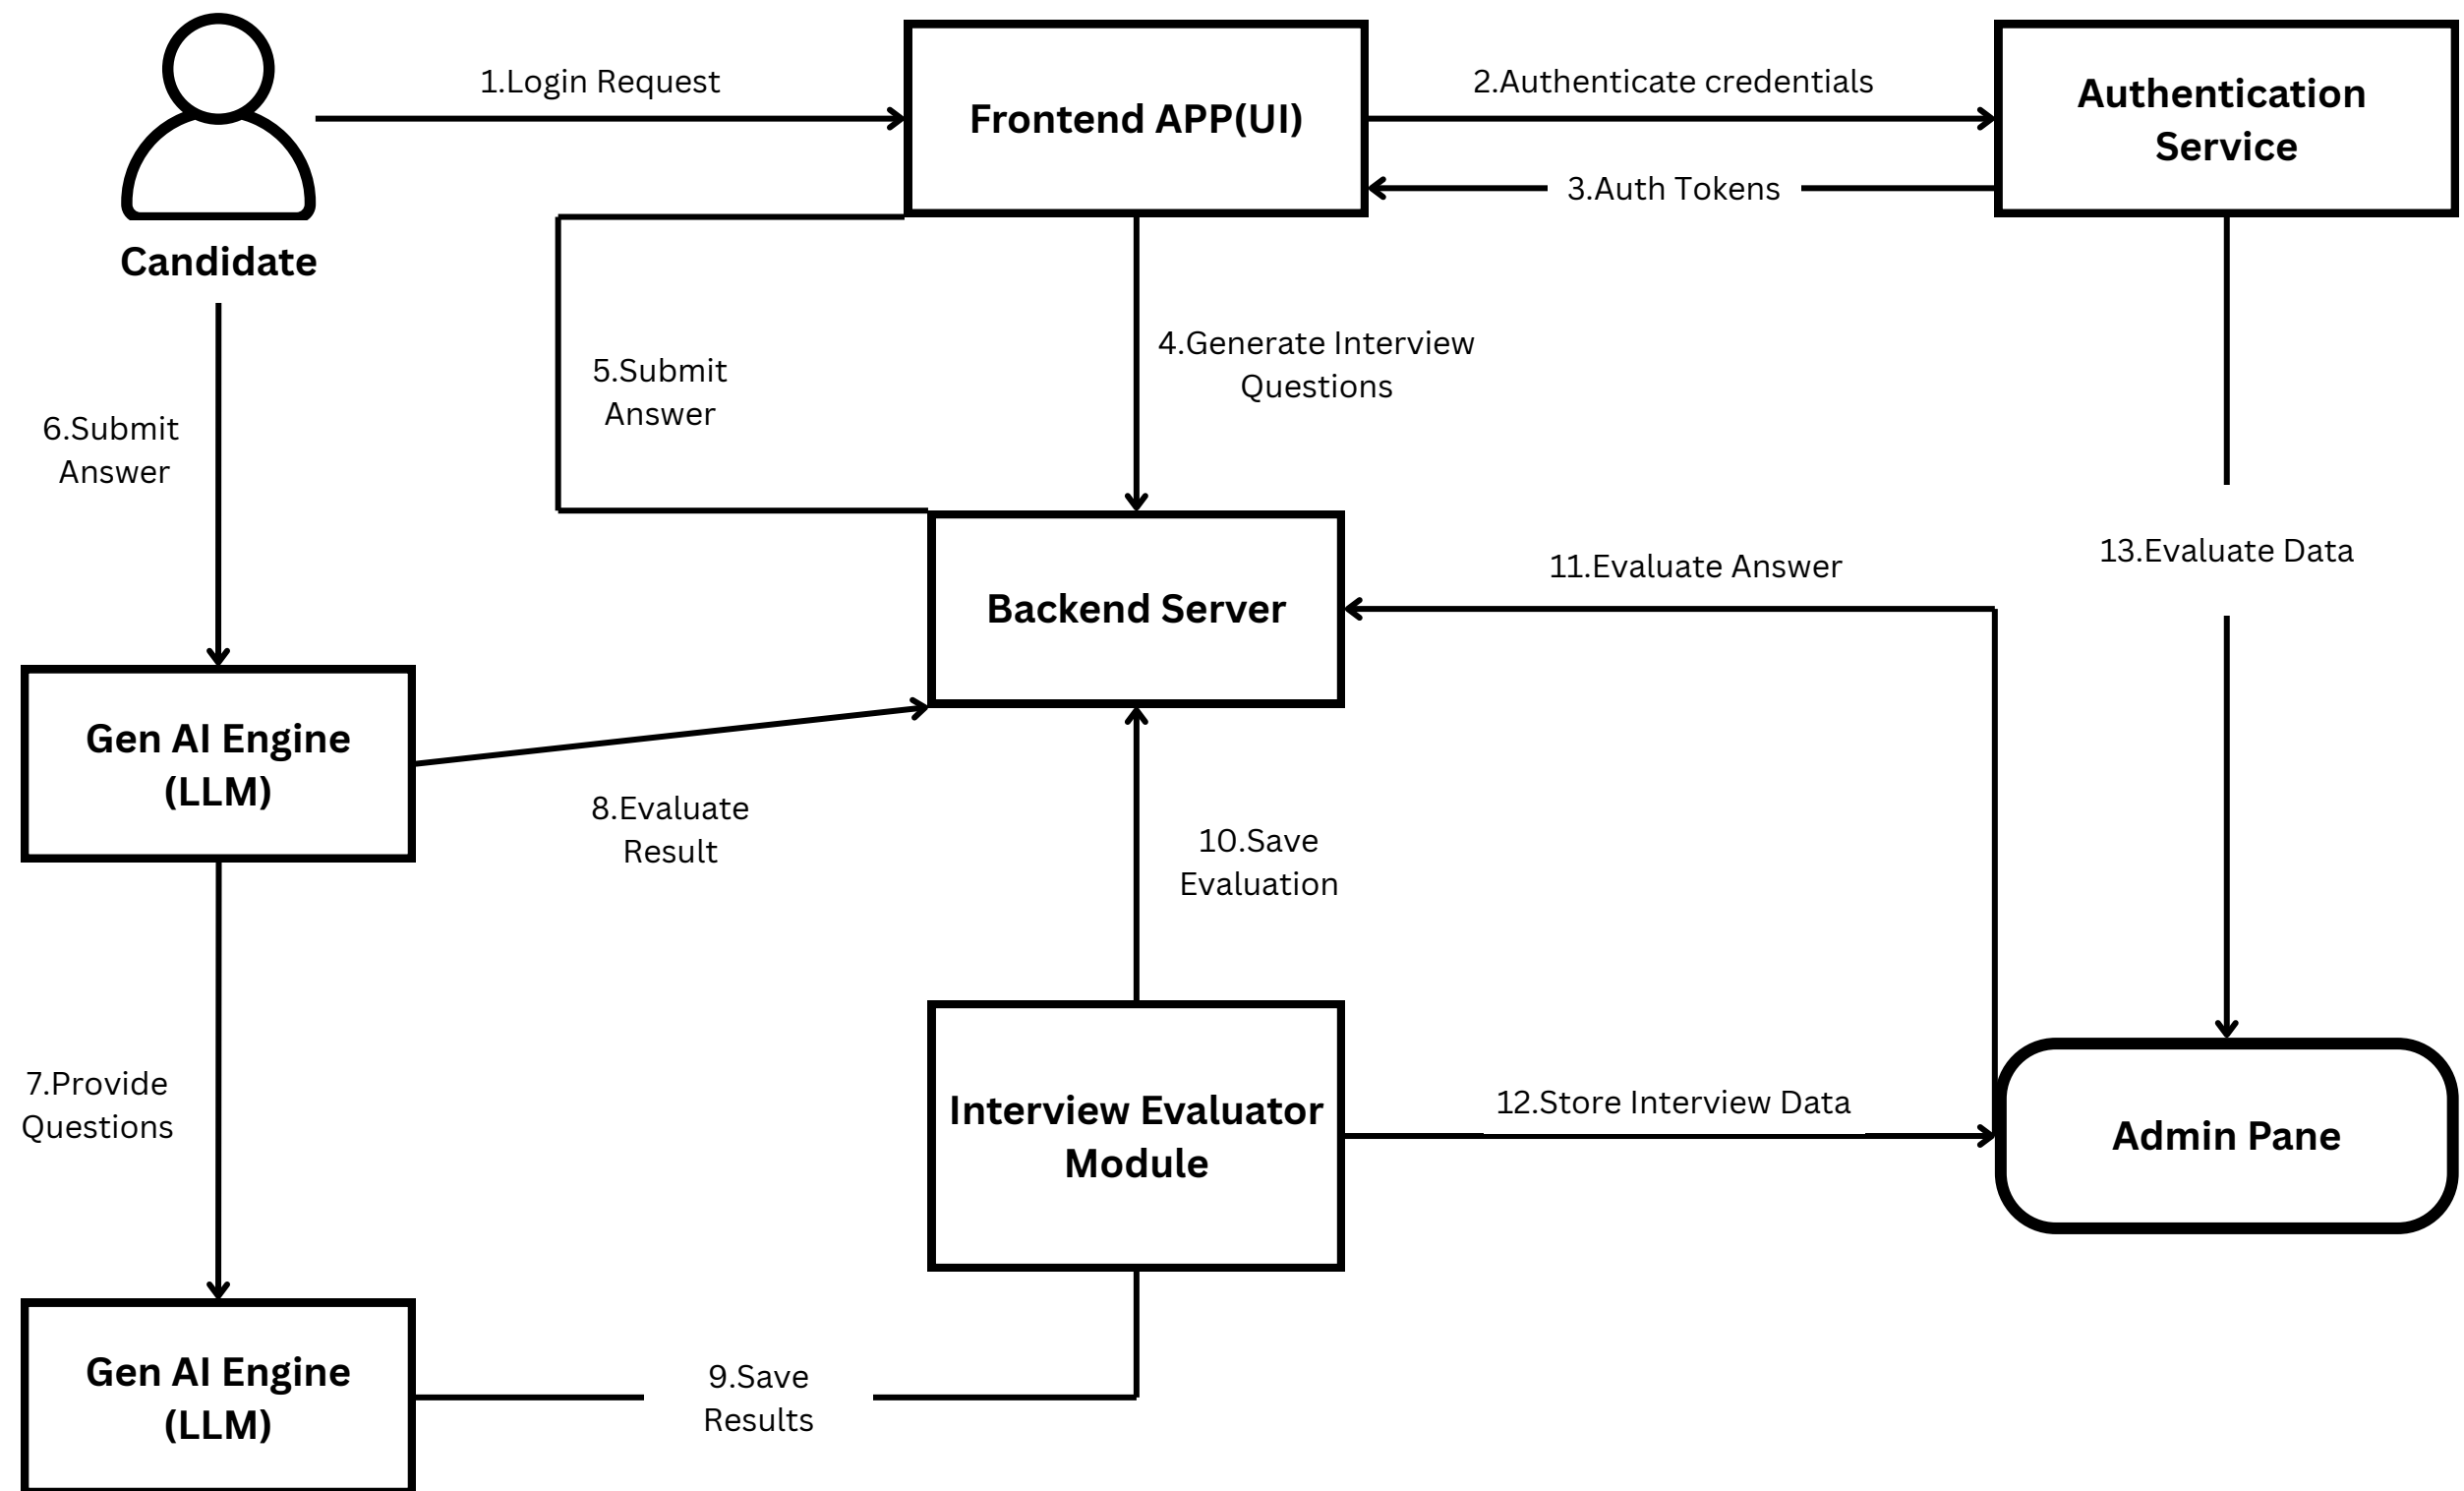 1.Login Request
Frontend APP(UI)
2.Authenticate credentials
Authentication
Service
3.Auth Tokens
Candidate
4.Generate Interview
Questions
5.Submit
Answer
6.Submit
Answer
13.Evaluate Data
11.Evaluate Answer
Backend Server
Gen AI Engine
(LLM)
8.Evaluate
Result
10.Save
Evaluation
7.Provide
Questions
Interview Evaluator
Module
12.Store Interview Data
Admin Pane
Gen AI Engine
(LLM)
9.Save
Results